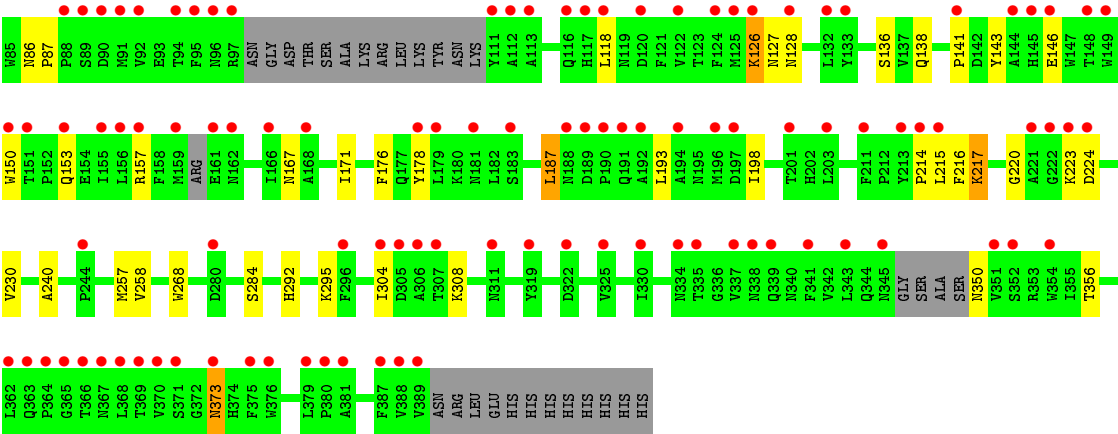 W85 N86 P87 P88 S89 D90 M91 V92 E93 T94 F95 N96 R97 ASN GLY ASP THR SER ALA LYS ARG LEU LYS TYR ASN LYS Y111 A112 A113 Q116 H117 L118 N119 D120 F121 V122 T123 F124 M125 K126 N127 N128 L132 Y133 S136 V137 Q138 P141 D142 Y143 A144 H145 E146 W147 T148 W149
W150 T151 P152 Q153 E154 I155 L156 R157 F158 M159 ARG E161 N162 I166 N167 A168 I171 F176 Q177 Y178 L179 K180 N181 L182 S183 L187 N188 D189 P190 Q191 A192 L193 A194 N195 M196 D197 I198 T201 H202 L203 F211 P212 Y213 P214 L215 F216 K217 G220 A221 G222 K223 D224
V230 A240 P244 M257 V258 W268 D280 S284 H292 K295 F296 I304 D305 A306 T307 K308 N311 Y319 D322 V325 I330 N334 T335 G336 V337 N338 Q339 N340 F341 V342 L343 Q344 N345 GLY SER ALA SER N350 V351 S352 R353 W354 I355 T356
L362 Q363 P364 G365 T366 N367 L368 T369 V370 S371 G372 N373 H374 F375 W376 L379 P380 A381 F387 V388 V389 ASN ARG LEU GLU HIS HIS HIS HIS HIS HIS HIS HIS